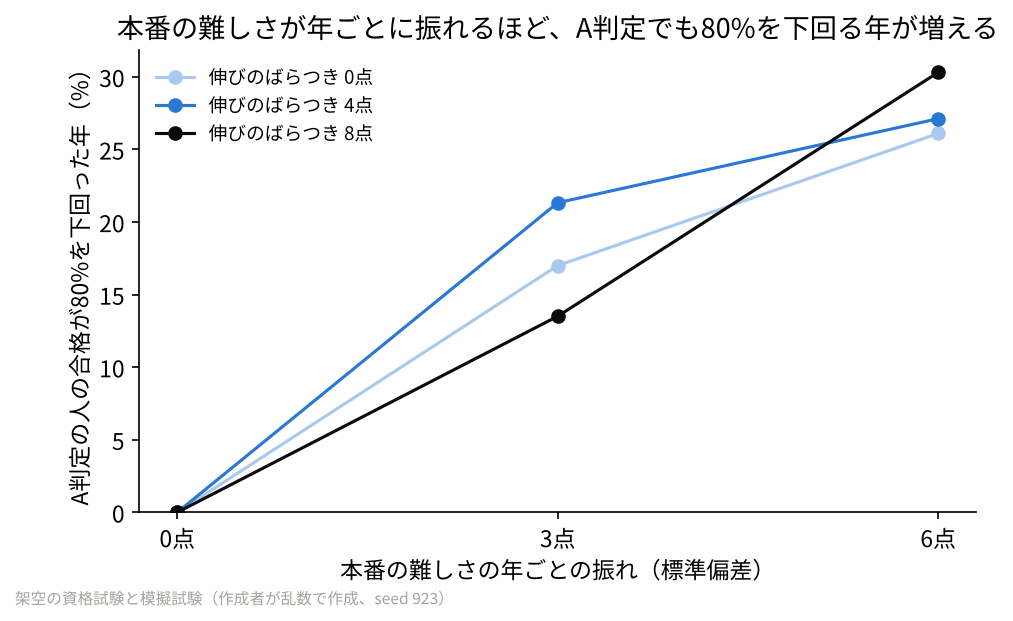 本番の難しさが年ごとに振れるほど、A判定でも80%を下回る年が増える
A判定の人の合格が80%を下回った年（%）
伸びのばらつき 0点
伸びのばらつき 4点
伸びのばらつき 8点
30
25
20
15
10
5
0
0点
3点
6点
本番の難しさの年ごとの振れ（標準偏差）
架空の資格試験と模擬試験（作成者が乱数で作成、seed 923）